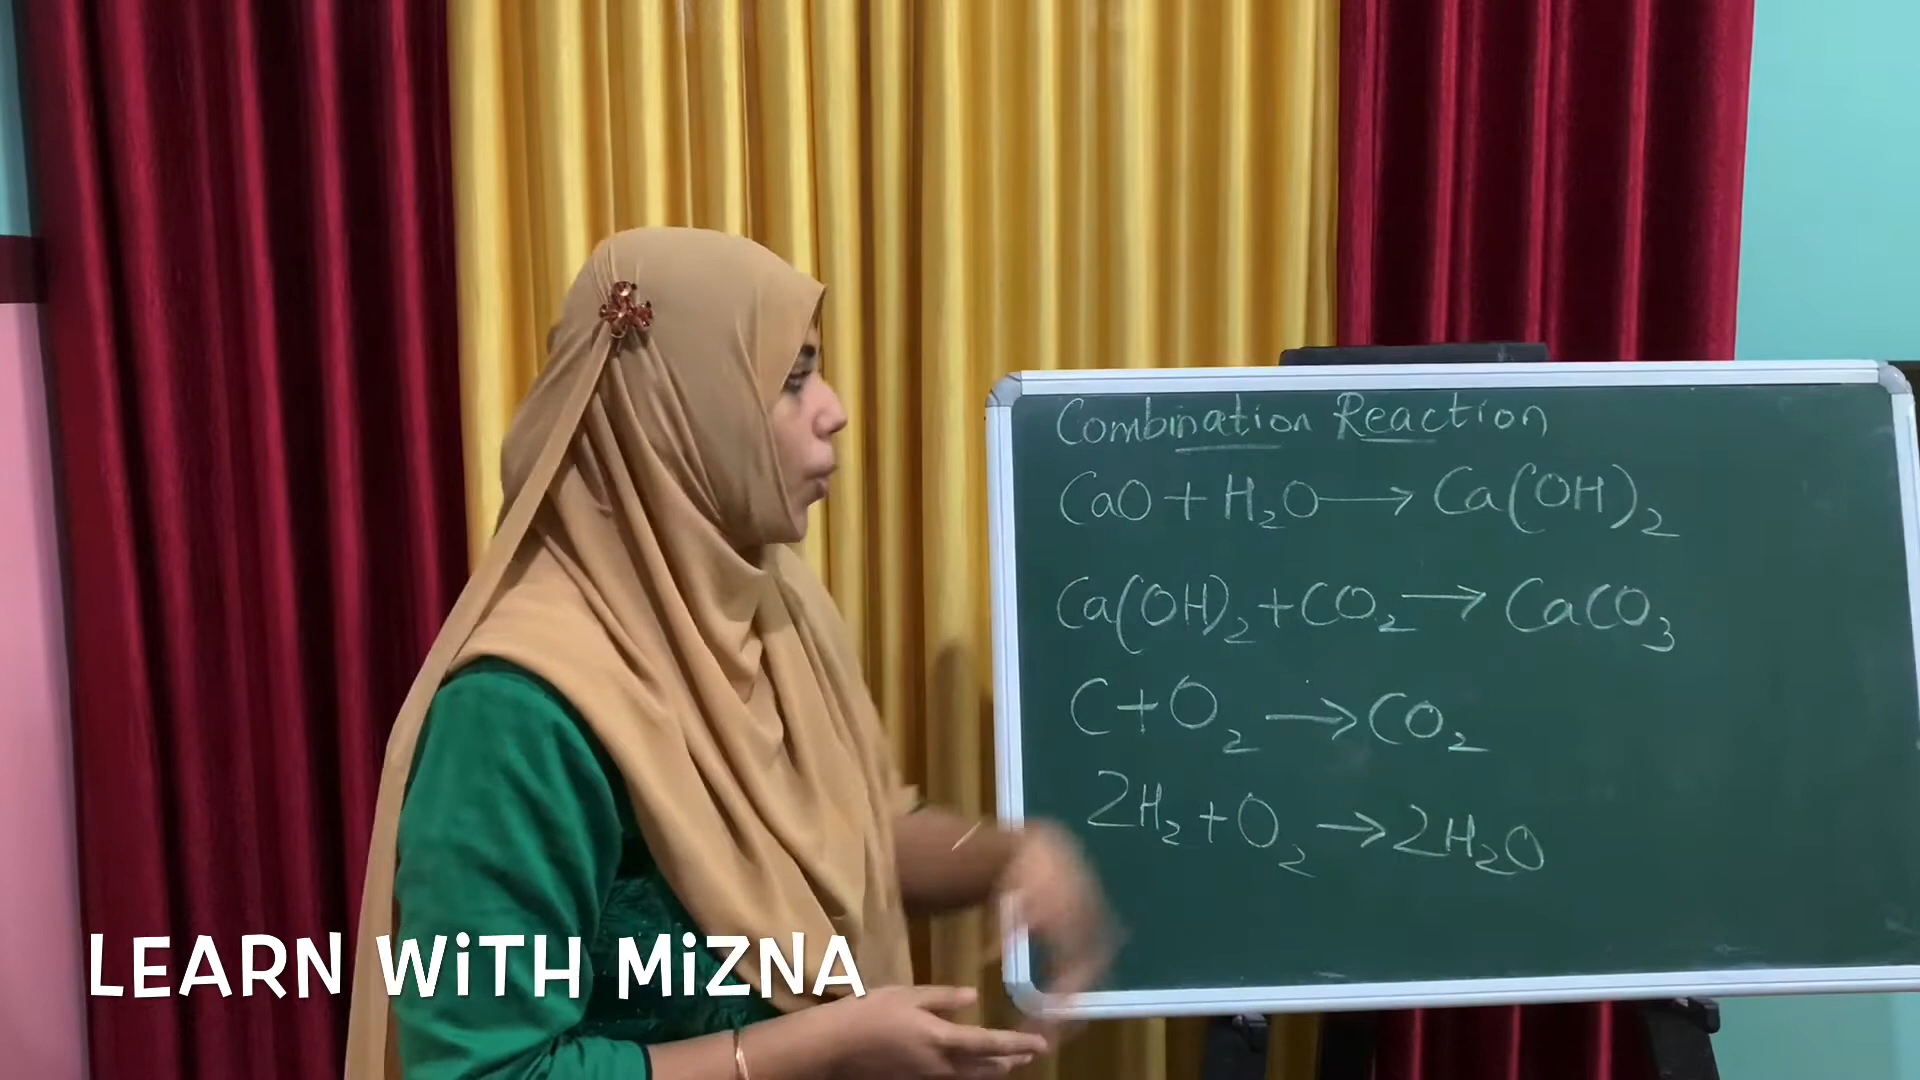 Combination Reaction
CaO + H₂O → Ca(OH)₂
Ca(OH)₂ + CO₂ → CaCO₃
C + O₂ → CO₂
2H₂ + O₂ → 2H₂O
LEARN WiTH MiZNA